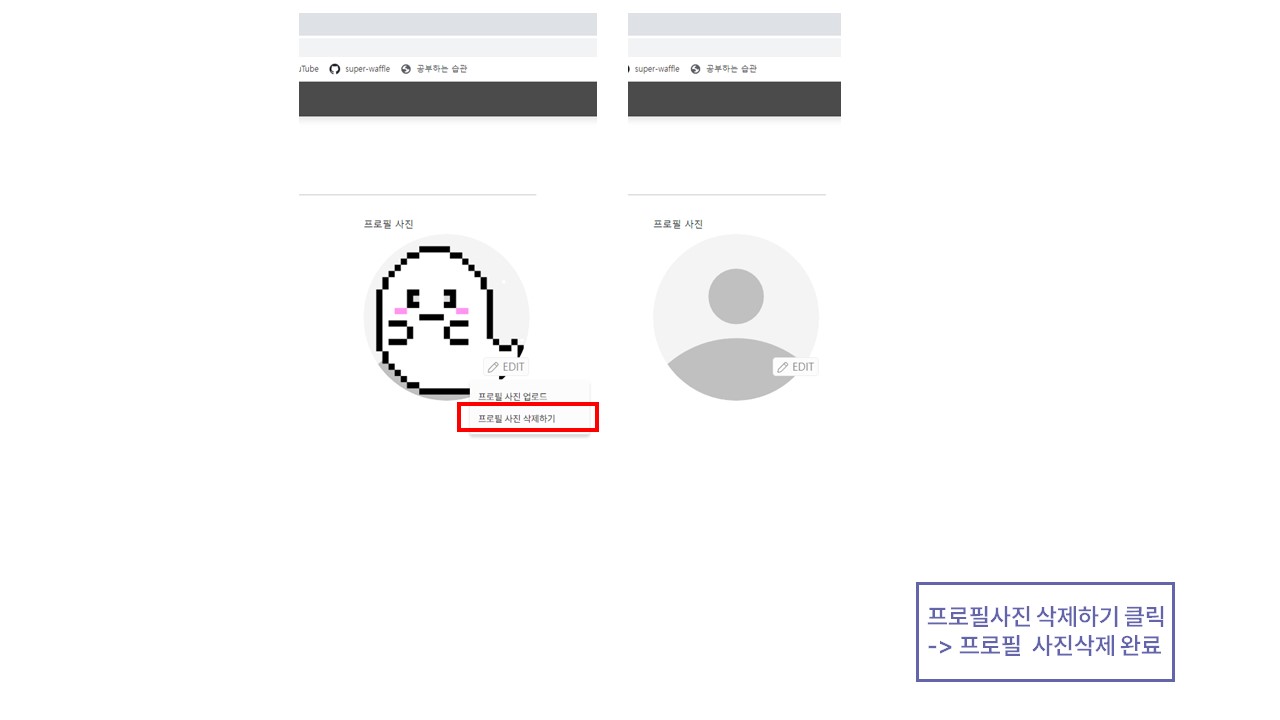 uTube super-waffle 공부하는 습관
super-waffle 공부하는 습관
프로필 사진
EDIT
프로필 사진 업로드
프로필 사진 삭제하기
프로필 사진
EDIT
프로필사진 삭제하기 클릭
-> 프로필 사진삭제 완료